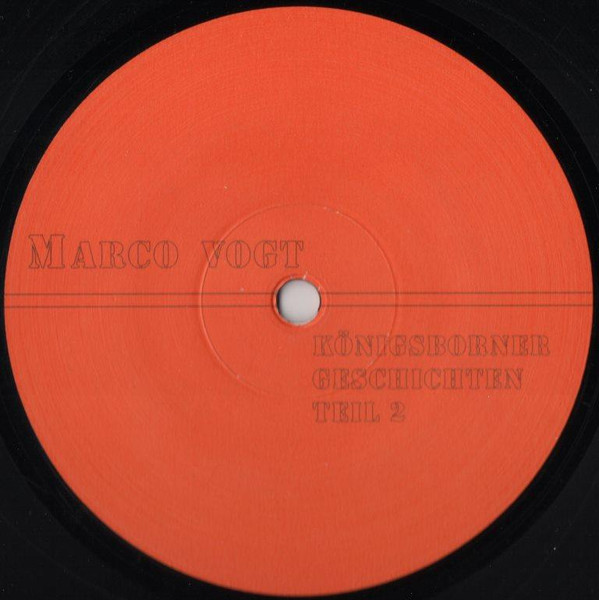 Marco Vogt
KÖNIGSBORNER
GESCHICHTEN
TEIL 2